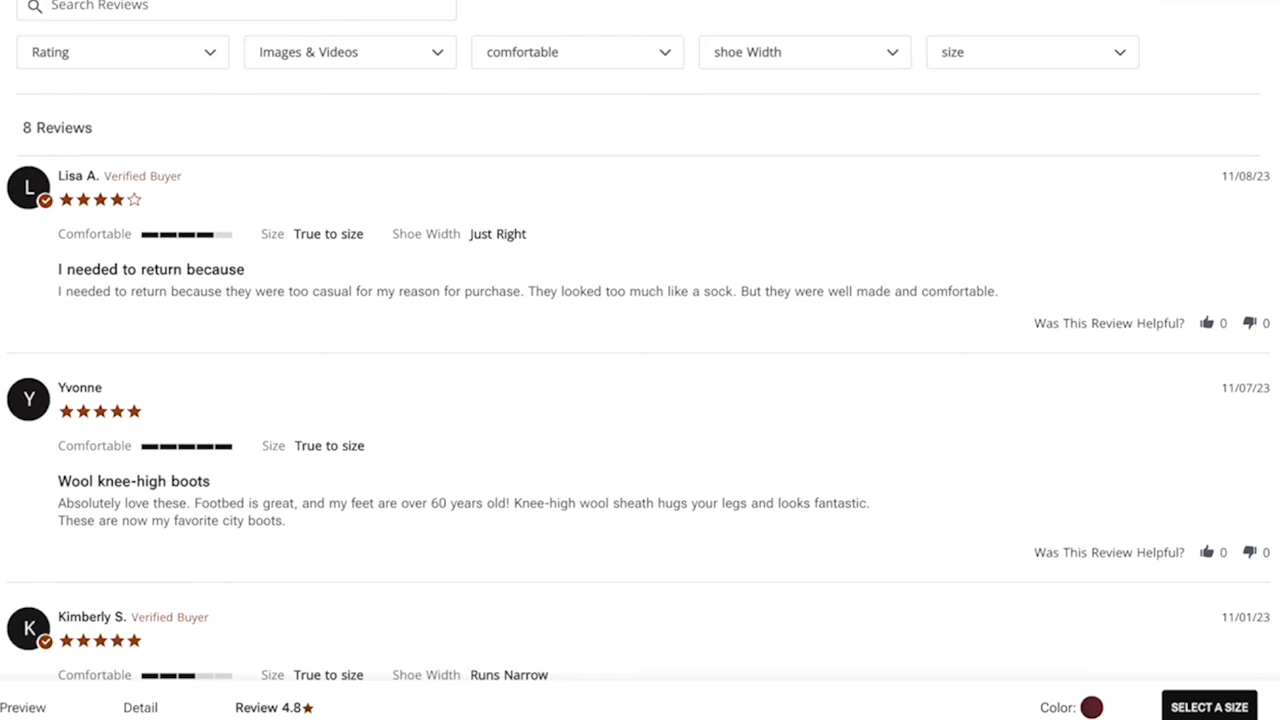 Search Reviews
Rating
Images & Videos
comfortable
shoe Width
size
8 Reviews
L
Lisa A. Verified Buyer
11/08/23
Comfortable
Size True to size
Shoe Width Just Right
I needed to return because
I needed to return because they were too casual for my reason for purchase. They looked too much like a sock. But they were well made and comfortable.
Was This Review Helpful? 0 0
Y
Yvonne
11/07/23
Comfortable
Size True to size
Wool knee-high boots
Absolutely love these. Footbed is great, and my feet are over 60 years old! Knee-high wool sheath hugs your legs and looks fantastic.
These are now my favorite city boots.
Was This Review Helpful? 0 0
K
Kimberly S. Verified Buyer
11/01/23
Comfortable
Size True to size
Shoe Width Runs Narrow
Preview
Detail
Review 4.8★
Color:
SELECT A SIZE